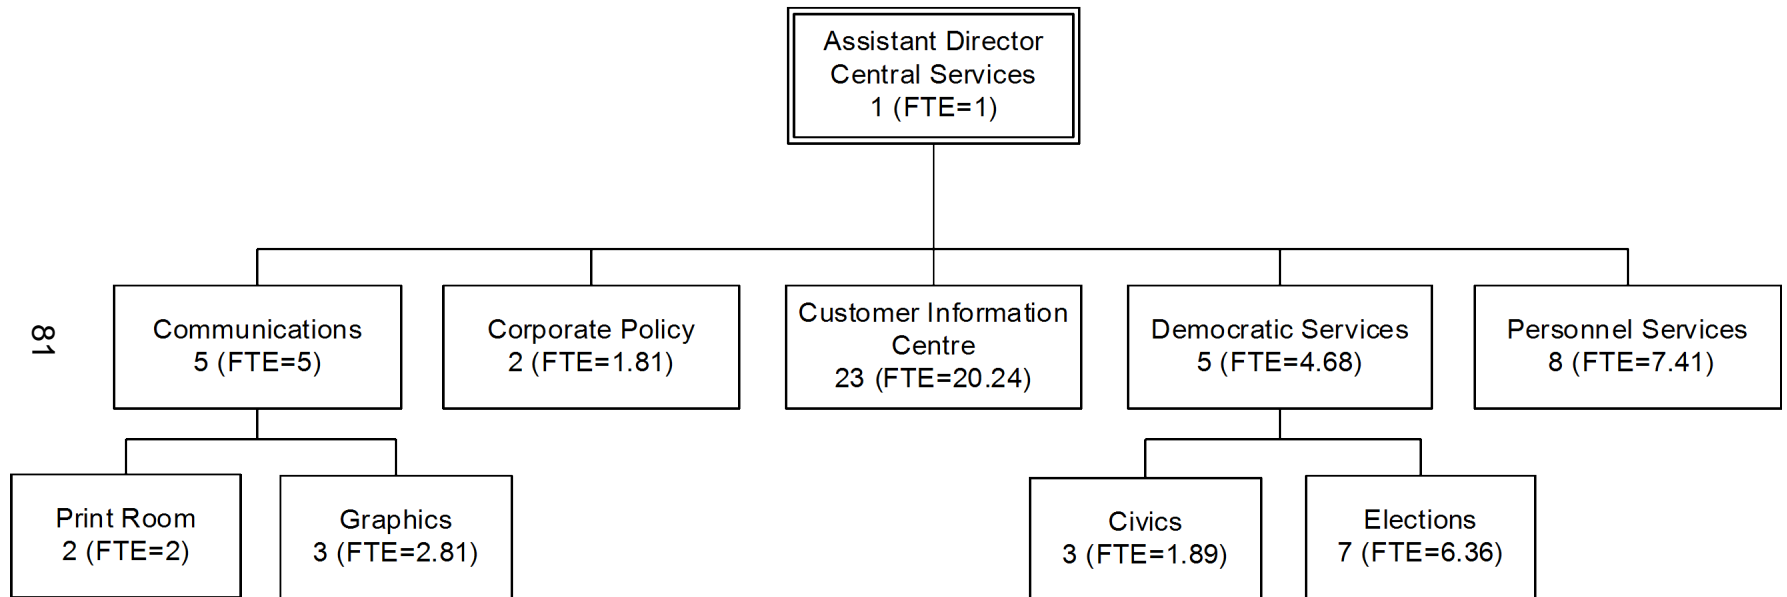 Assistant Director
Central Services
1 (FTE=1)
Communications
5 (FTE=5)
Corporate Policy
2 (FTE=1.81)
Customer Information
Centre
23 (FTE=20.24)
Democratic Services
5 (FTE=4.68)
Personnel Services
8 (FTE=7.41)
81
Print Room
2 (FTE=2)
Graphics
3 (FTE=2.81)
Civics
3 (FTE=1.89)
Elections
7 (FTE=6.36)